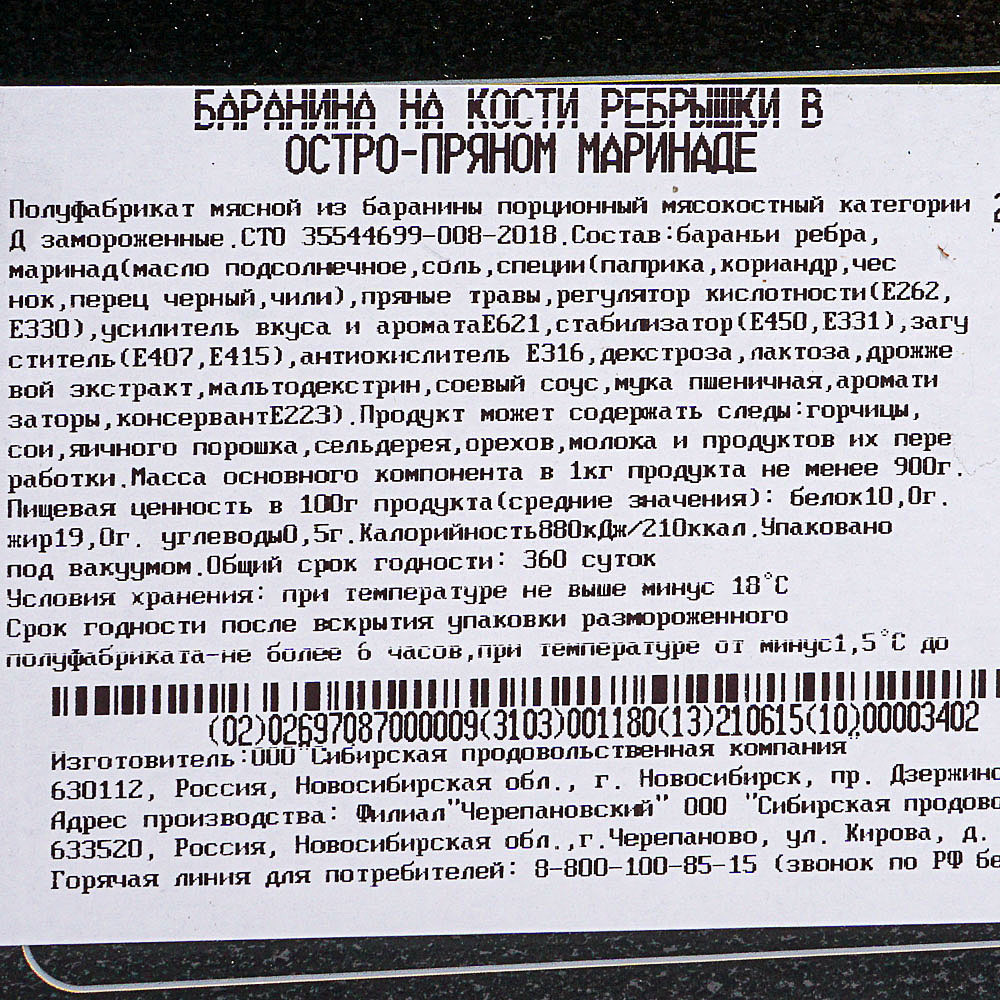 БАРАНИНА НА КОСТИ РЕБРЫШКИ В
ОСТРО-ПРЯНОМ МАРИНАДЕ
Полуфабрикат мясной из баранины порционный мясокостный категории
Д замороженные.СТО 35544699-008-2018.Состав:бараньи ребра,
маринад(масло подсолнечное,соль,специи(паприка,кориандр,чес
нок,перец черный,чили),пряные травы,регулятор кислотности(Е262,
Е330),усилитель вкуса и ароматаЕ621,стабилизатор(Е450,Е331),загу
ститель(Е407,Е415),антиокислитель Е316,декстроза,лактоза,дрожже
вой экстракт,мальтодекстрин,соевый соус,мука пшеничная,аромати
заторы,консервантЕ223).Продукт может содержать следы:горчицы,
сои,яичного порошка,сельдерея,орехов,молока и продуктов их пере
работки.Масса основного компонента в 1кг продукта не менее 900г.
Пищевая ценность в 100г продукта(средние значения): белок10,0г.
жир19,0г. углеводы0,5г.Калорийность880кДж/210ккал.Упаковано
под вакуумом.Общий срок годности: 360 суток
Условия хранения: при температуре не выше минус 18°С
Срок годности после вскрытия упаковки размороженного
полуфабриката-не более 6 часов,при температуре от минус1,5°С до
(02)02697087000009(3103)001180(13)210615(10)00003402
Изготовитель:ООО"Сибирская продовольственная компания"
630112, Россия, Новосибирская обл., г. Новосибирск, пр. Дзержинс
Адрес производства: Филиал"Черепановский" ООО "Сибирская продово
633520, Россия, Новосибирская обл.,г.Черепаново, ул. Кирова, д.
Горячая линия для потребителей: 8-800-100-85-15 (звонок по РФ бе